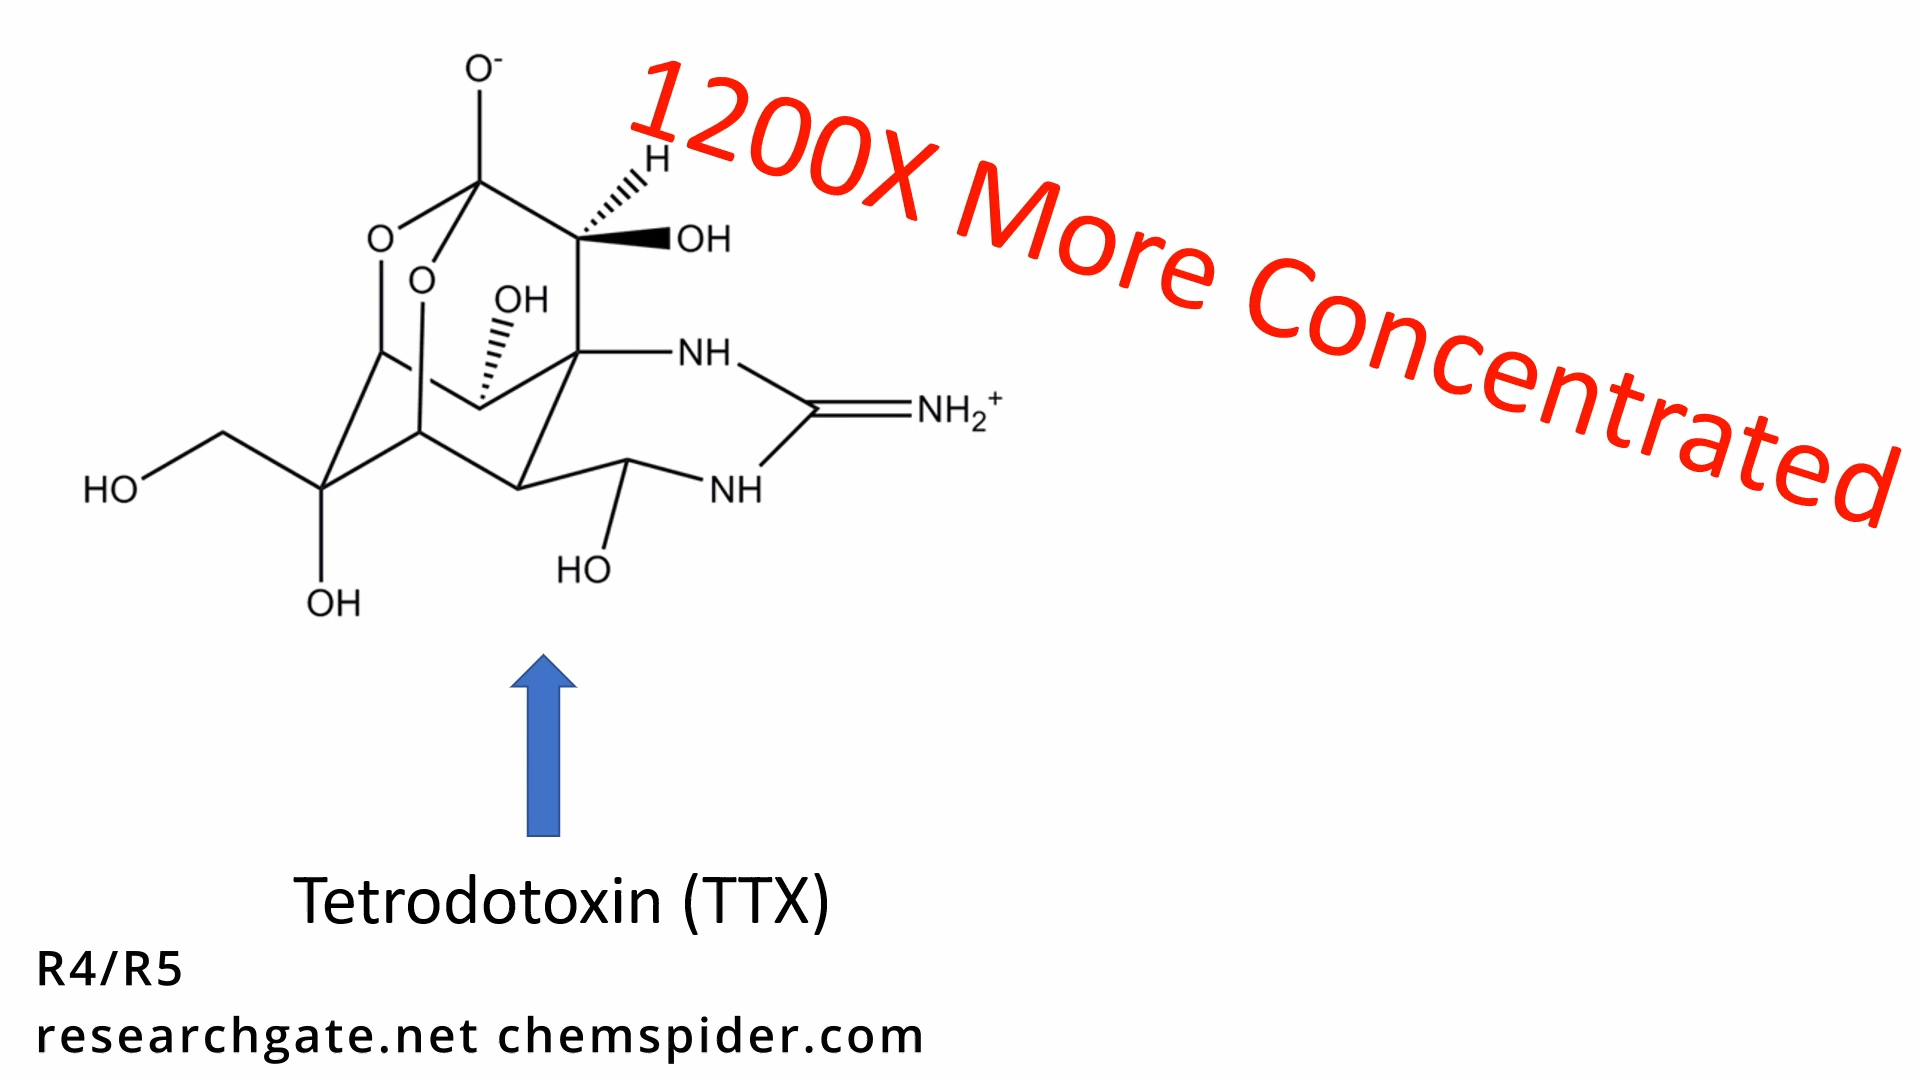 O-
1200X More Concentrated
H
O
OH
O
OH
NH
NH2+
HO
NH
HO
OH
Tetrodotoxin (TTX)
R4/R5
researchgate.net chemspider.com